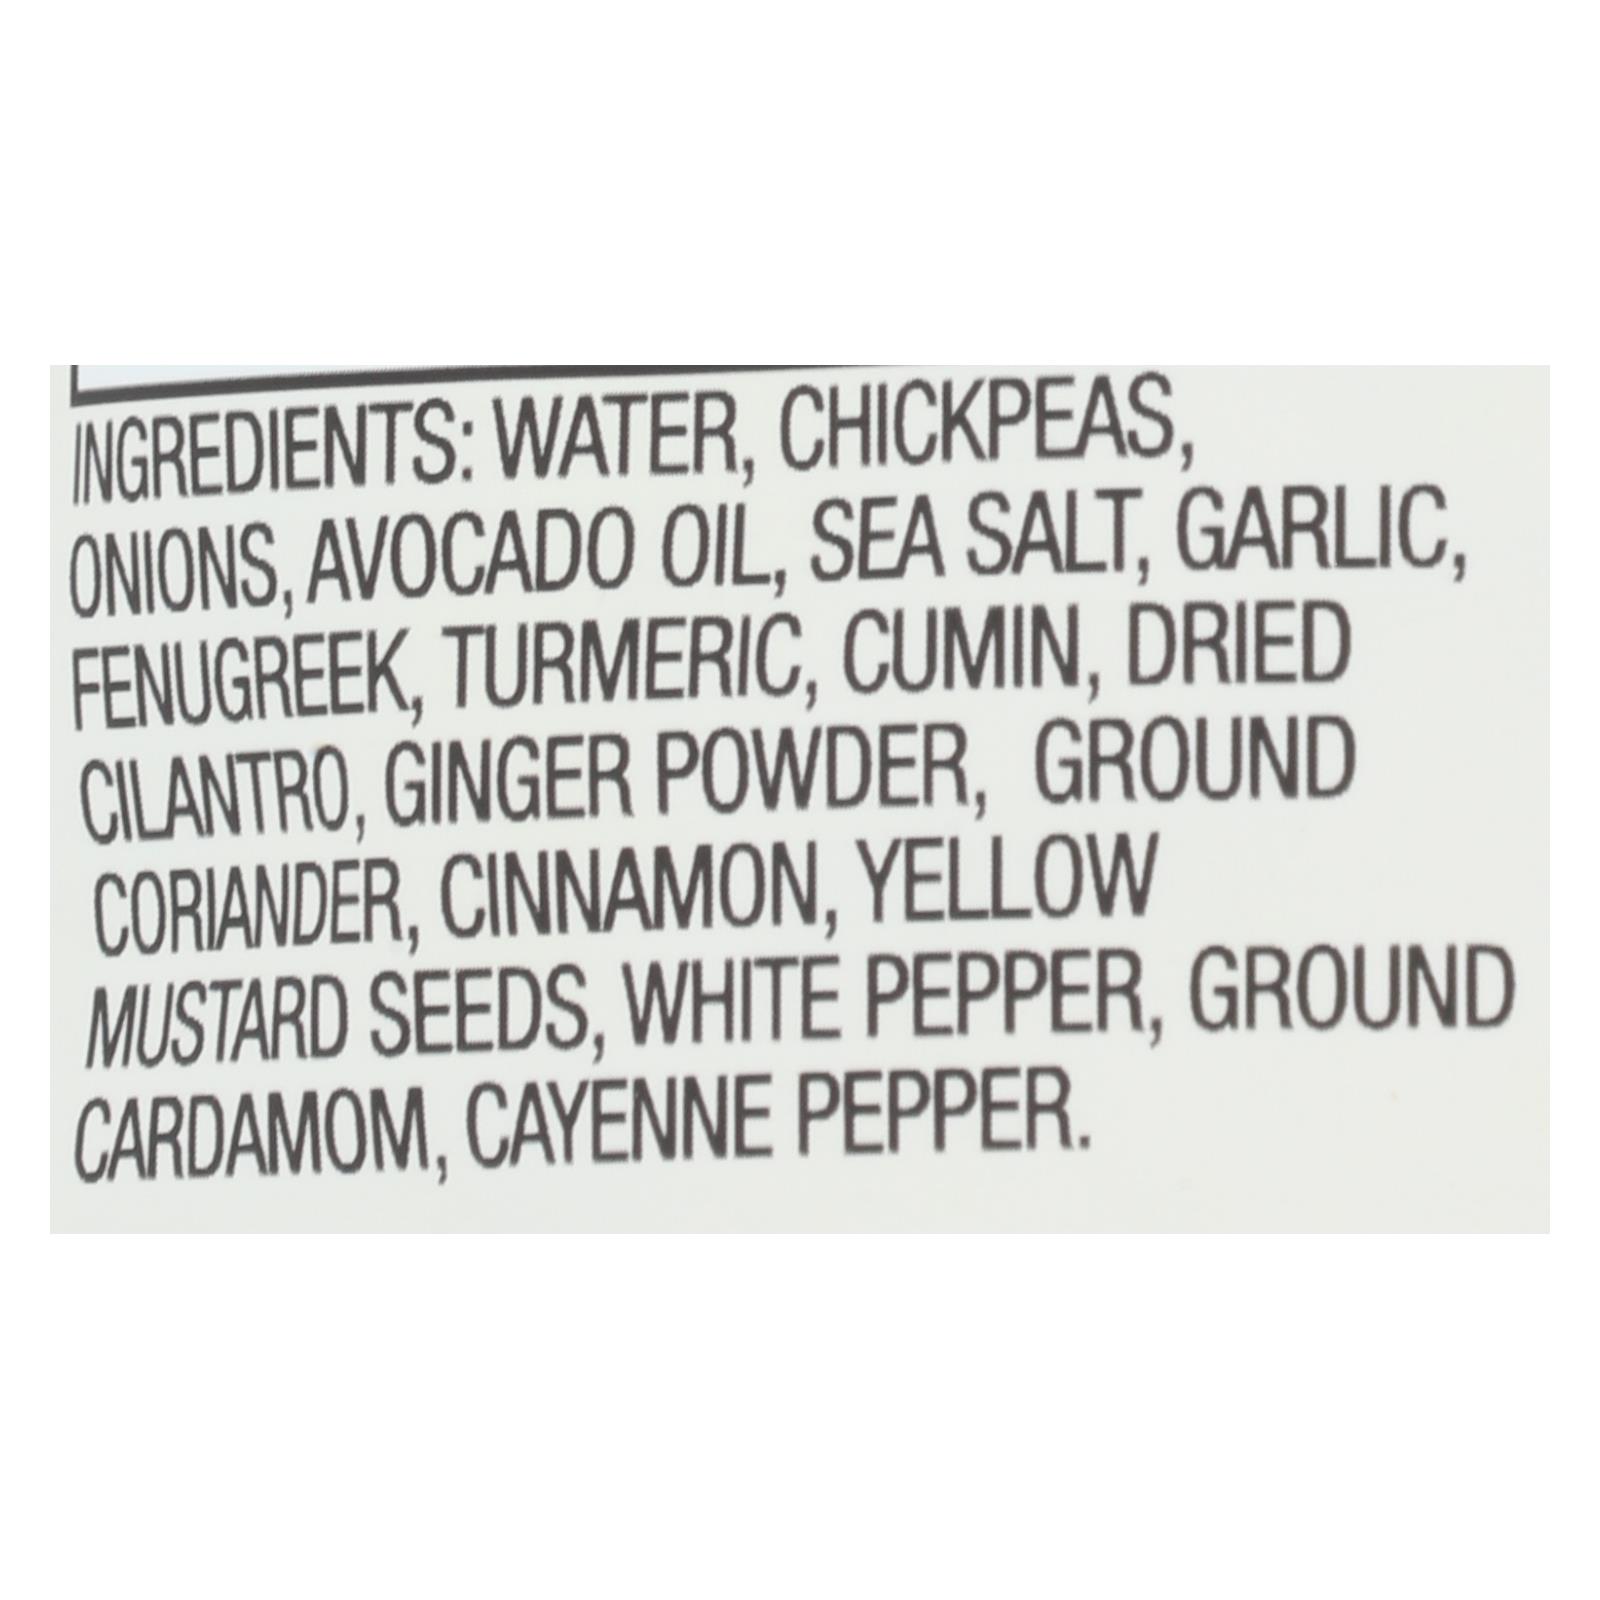 INGREDIENTS: WATER, CHICKPEAS,
ONIONS, AVOCADO OIL, SEA SALT, GARLIC,
FENUGREEK, TURMERIC, CUMIN, DRIED
CILANTRO, GINGER POWDER, GROUND
CORIANDER, CINNAMON, YELLOW
MUSTARD SEEDS, WHITE PEPPER, GROUND
CARDAMOM, CAYENNE PEPPER.